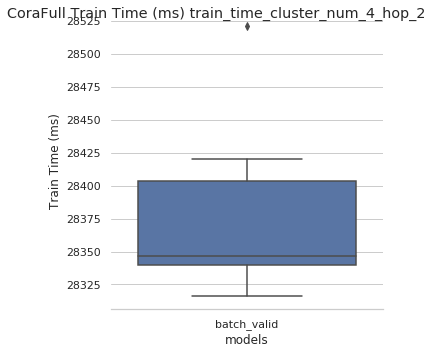 CoraFull Train Time (ms) train_time_cluster_num_4_hop_2
28525
28500
28475
28450
28425
28400
28375
28350
28325
Train Time (ms)
batch_valid
models